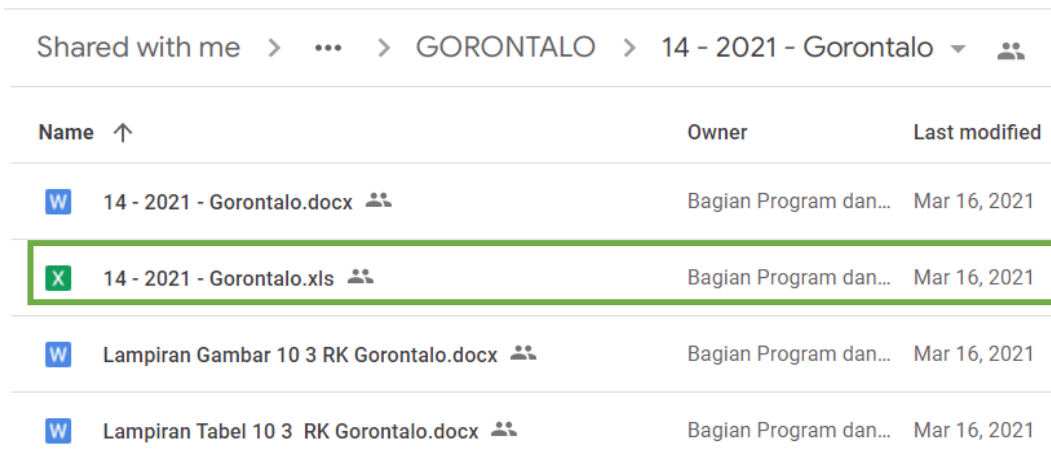 Shared with me > ••• > GORONTALO > 14 - 2021 - Gorontalo
Name ↑ Owner Last modified
W 14 - 2021 - Gorontalo.docx Bagian Program dan... Mar 16, 2021
X 14 - 2021 - Gorontalo.xls Bagian Program dan... Mar 16, 2021
W Lampiran Gambar 10 3 RK Gorontalo.docx Bagian Program dan... Mar 16, 2021
W Lampiran Tabel 10 3  RK Gorontalo.docx Bagian Program dan... Mar 16, 2021